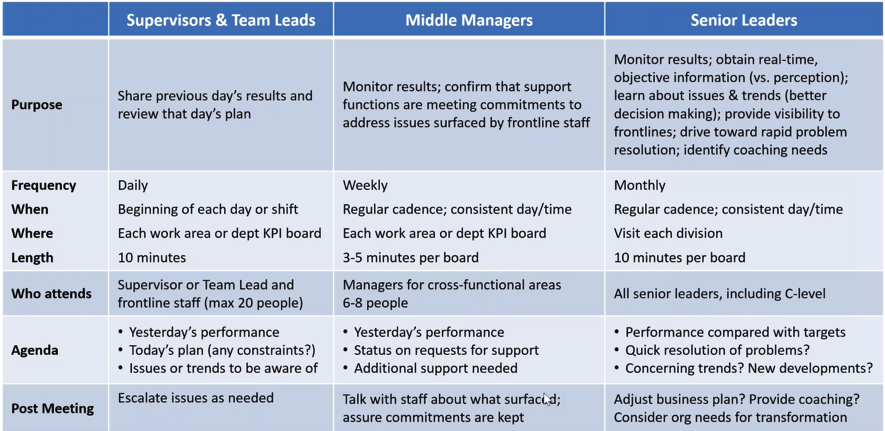 Supervisors & Team Leads
Middle Managers
Senior Leaders
Purpose
Share previous day's results and
review that day's plan
Monitor results; confirm that support
functions are meeting commitments to
address issues surfaced by frontline staff
Monitor results; obtain real-time,
objective information (vs. perception);
learn about issues & trends (better
decision making); provide visibility to
frontlines; drive toward rapid problem
resolution; identify coaching needs
Frequency
Daily
Weekly
Monthly
When
Beginning of each day or shift
Regular cadence; consistent day/time
Regular cadence; consistent day/time
Where
Each work area or dept KPI board
Each work area or dept KPI board
Visit each division
Length
10 minutes
3-5 minutes per board
10 minutes per board
Who attends
Supervisor or Team Lead and
frontline staff (max 20 people)
Managers for cross-functional areas
6-8 people
All senior leaders, including C-level
Agenda
• Yesterday's performance
• Today's plan (any constraints?)
• Issues or trends to be aware of
• Yesterday's performance
• Status on requests for support
• Additional support needed
• Performance compared with targets
• Quick resolution of problems?
• Concerning trends? New developments?
Post Meeting
Escalate issues as needed
Talk with staff about what surfaced;
assure commitments are kept
Adjust business plan? Provide coaching?
Consider org needs for transformation